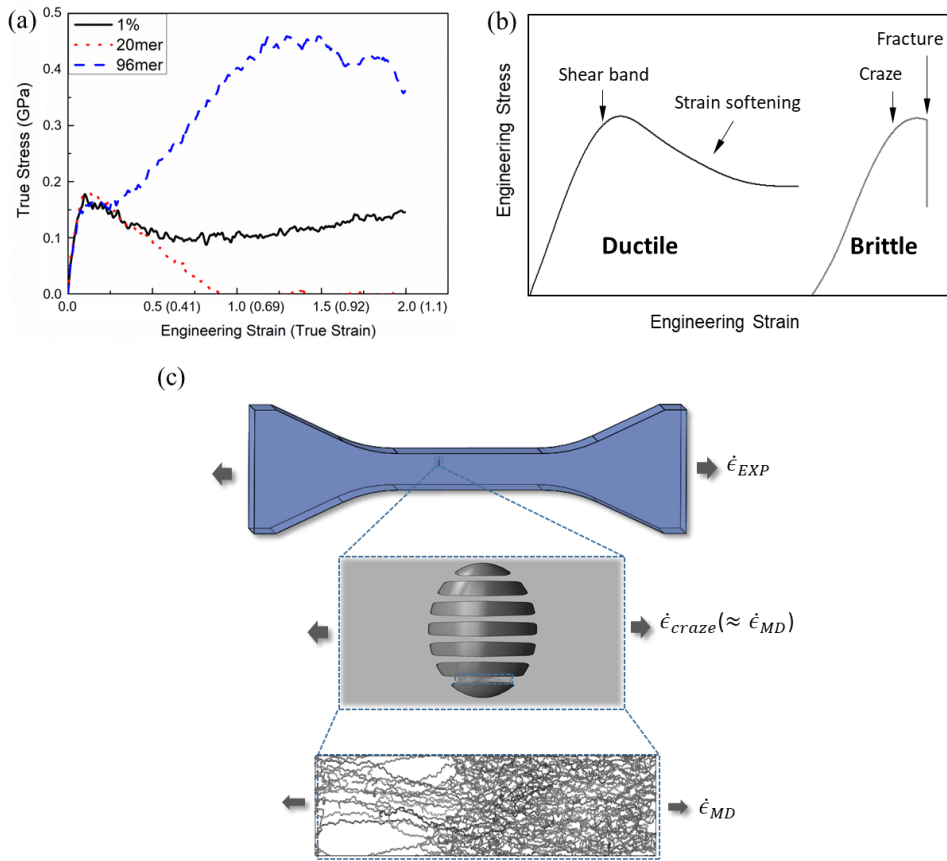 (a)
1%
20mer
96mer
True Stress (GPa)
0.5
0.4
0.3
0.2
0.1
0.0
0.0 0.5 (0.41) 1.0 (0.69) 1.5 (0.92) 2.0 (1.1)
Engineering Strain (True Strain)
(b)
Engineering Stress
Shear band
Strain softening
Ductile
Fracture
Craze
Brittle
Engineering Strain
(c)
ϵ̇_EXP
ϵ̇_craze(≈ ϵ̇_MD)
ϵ̇_MD